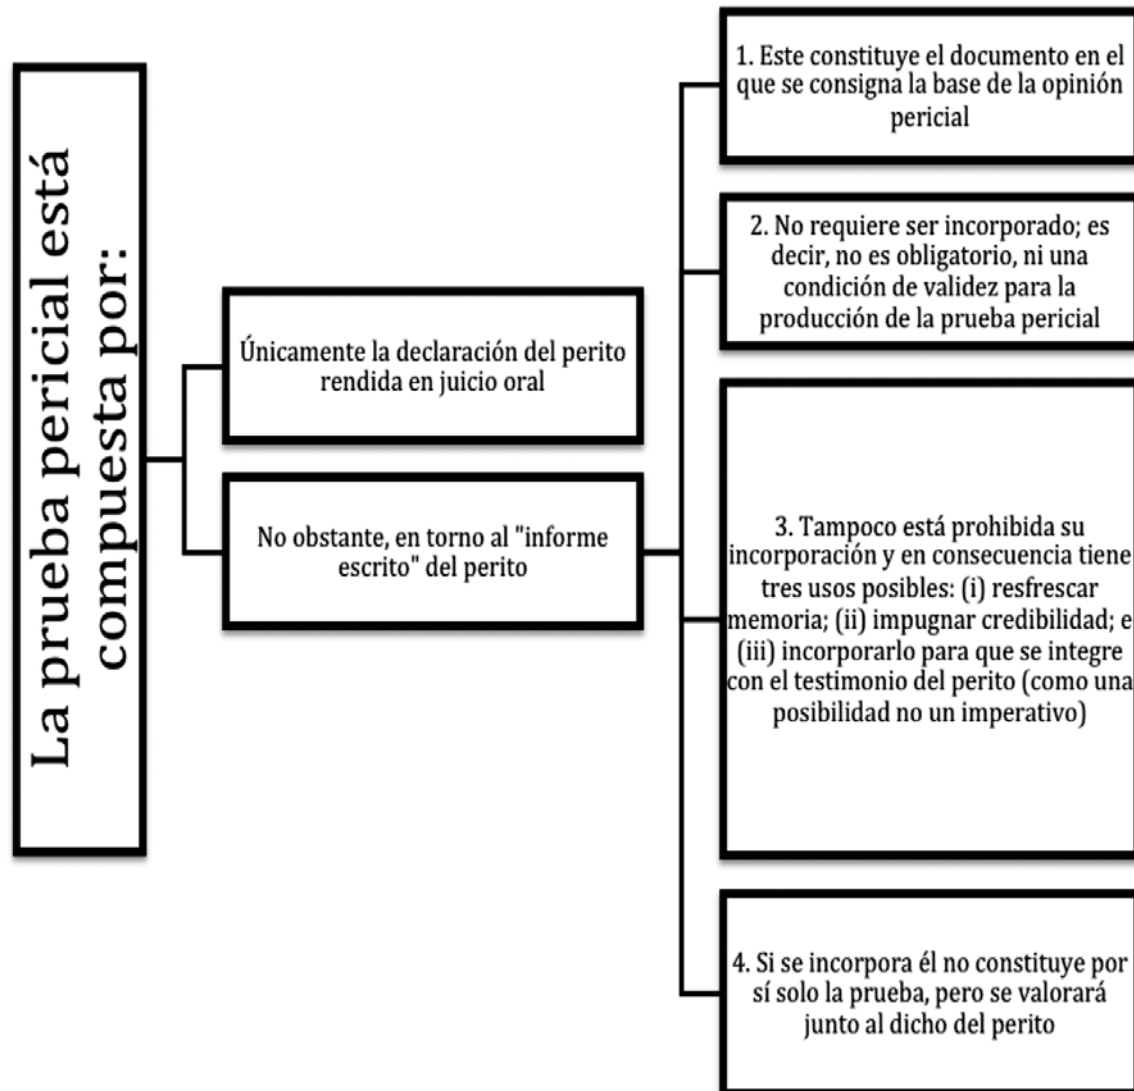 La prueba pericial está
compuesta por:
Únicamente la declaración del perito
rendida en juicio oral
No obstante, en torno al "informe
escrito" del perito
1. Este constituye el documento en el
que se consigna la base de la opinión
pericial
2. No requiere ser incorporado; es
decir, no es obligatorio, ni una
condición de validez para la
producción de la prueba pericial
3. Tampoco está prohibida su
incorporación y en consecuencia tiene
tres usos posibles: (i) resfrescar
memoria; (ii) impugnar credibilidad; e
(iii) incorporarlo para que se integre
con el testimonio del perito (como una
posibilidad no un imperativo)
4. Si se incorpora él no constituye por
sí solo la prueba, pero se valorará
junto al dicho del perito